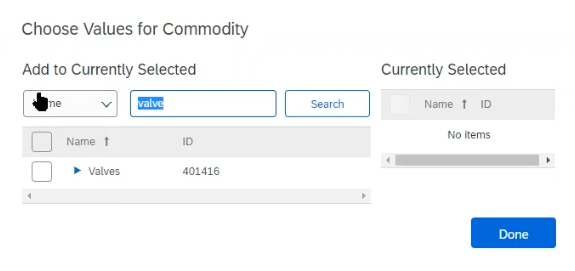 Choose Values for Commodity
Add to Currently Selected
Currently Selected
me
valve
Search
Name ↑ ID
Name ↑ ID
No items
Valves 401416
Done